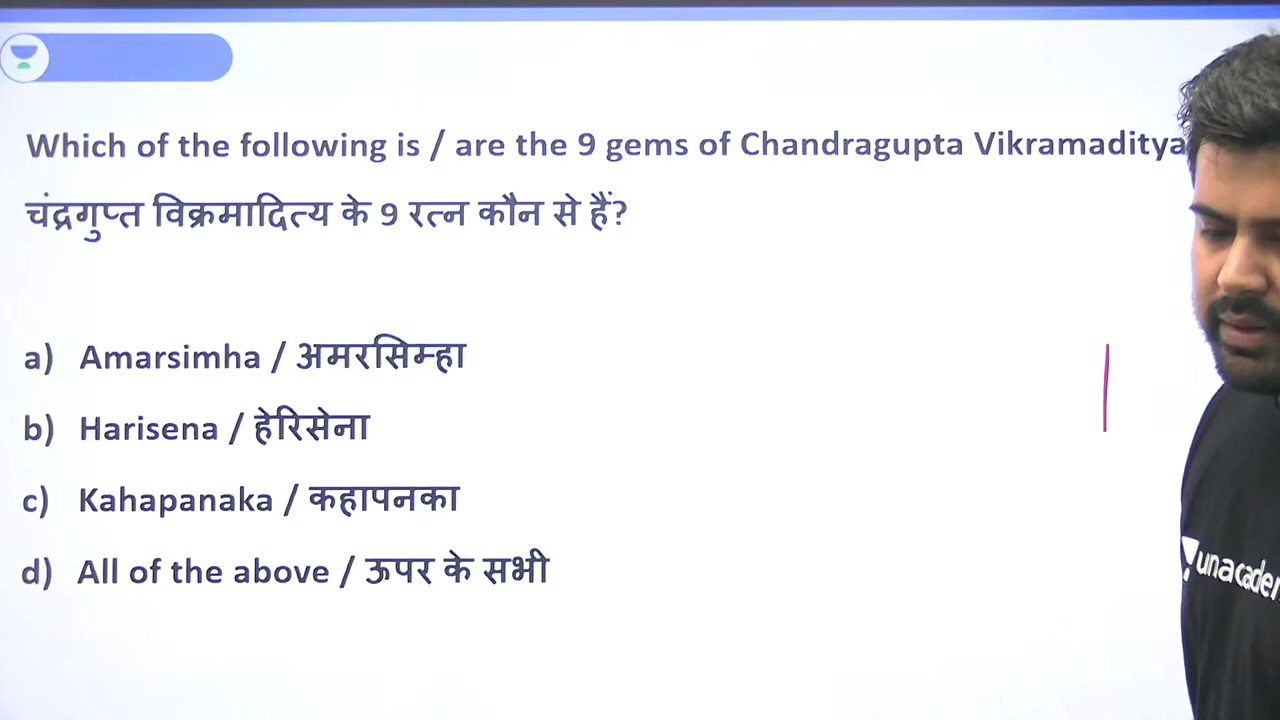 Which of the following is / are the 9 gems of Chandragupta Vikramaditya
चंद्रगुप्त विक्रमादित्य के 9 रत्न कौन से हैं?
a) Amarsimha / अमरसिम्हा
b) Harisena / हेरिसेना
c) Kahapanaka / कहापनका
d) All of the above / ऊपर के सभी